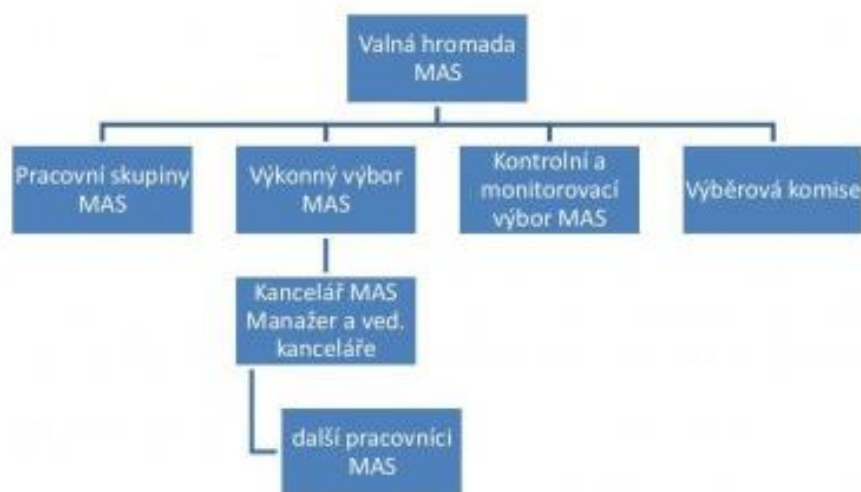 Valná hromada
MAS
Pracovní skupiny
MAS
Výkonný výbor
MAS
Kontrolní a
monitorovací
výbor MAS
Výběrová komise
Kancelář MAS
Manažer a ved.
kanceláře
další pracovníci
MAS